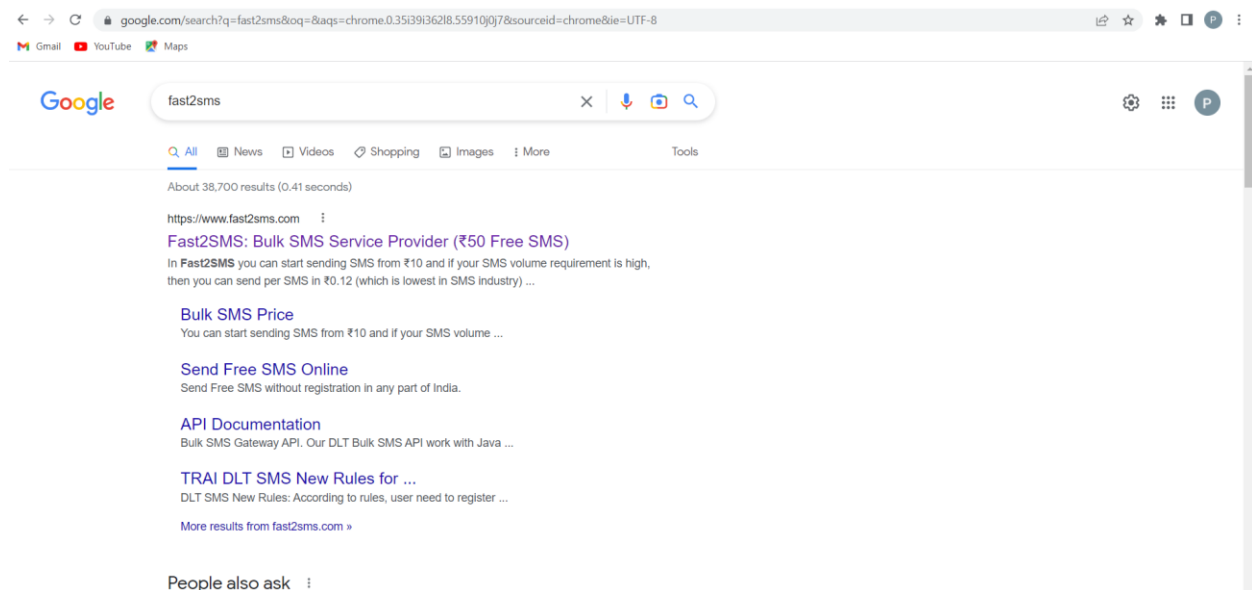 google.com/search?q=fast2sms&oq=&aqs=chrome.0.35i39i362l8.55910j0j7&sourceid=chrome&ie=UTF-8
P
Gmail YouTube Maps
Google fast2sms P
All News Videos Shopping Images More Tools
About 38,700 results (0.41 seconds)
https://www.fast2sms.com
Fast2SMS: Bulk SMS Service Provider (₹50 Free SMS)
In Fast2SMS you can start sending SMS from ₹10 and if your SMS volume requirement is high,
then you can send per SMS in ₹0.12 (which is lowest in SMS industry) ...
Bulk SMS Price
You can start sending SMS from ₹10 and if your SMS volume ...
Send Free SMS Online
Send Free SMS without registration in any part of India.
API Documentation
Bulk SMS Gateway API. Our DLT Bulk SMS API work with Java ...
TRAI DLT SMS New Rules for ...
DLT SMS New Rules: According to rules, user need to register ...
More results from fast2sms.com »
People also ask